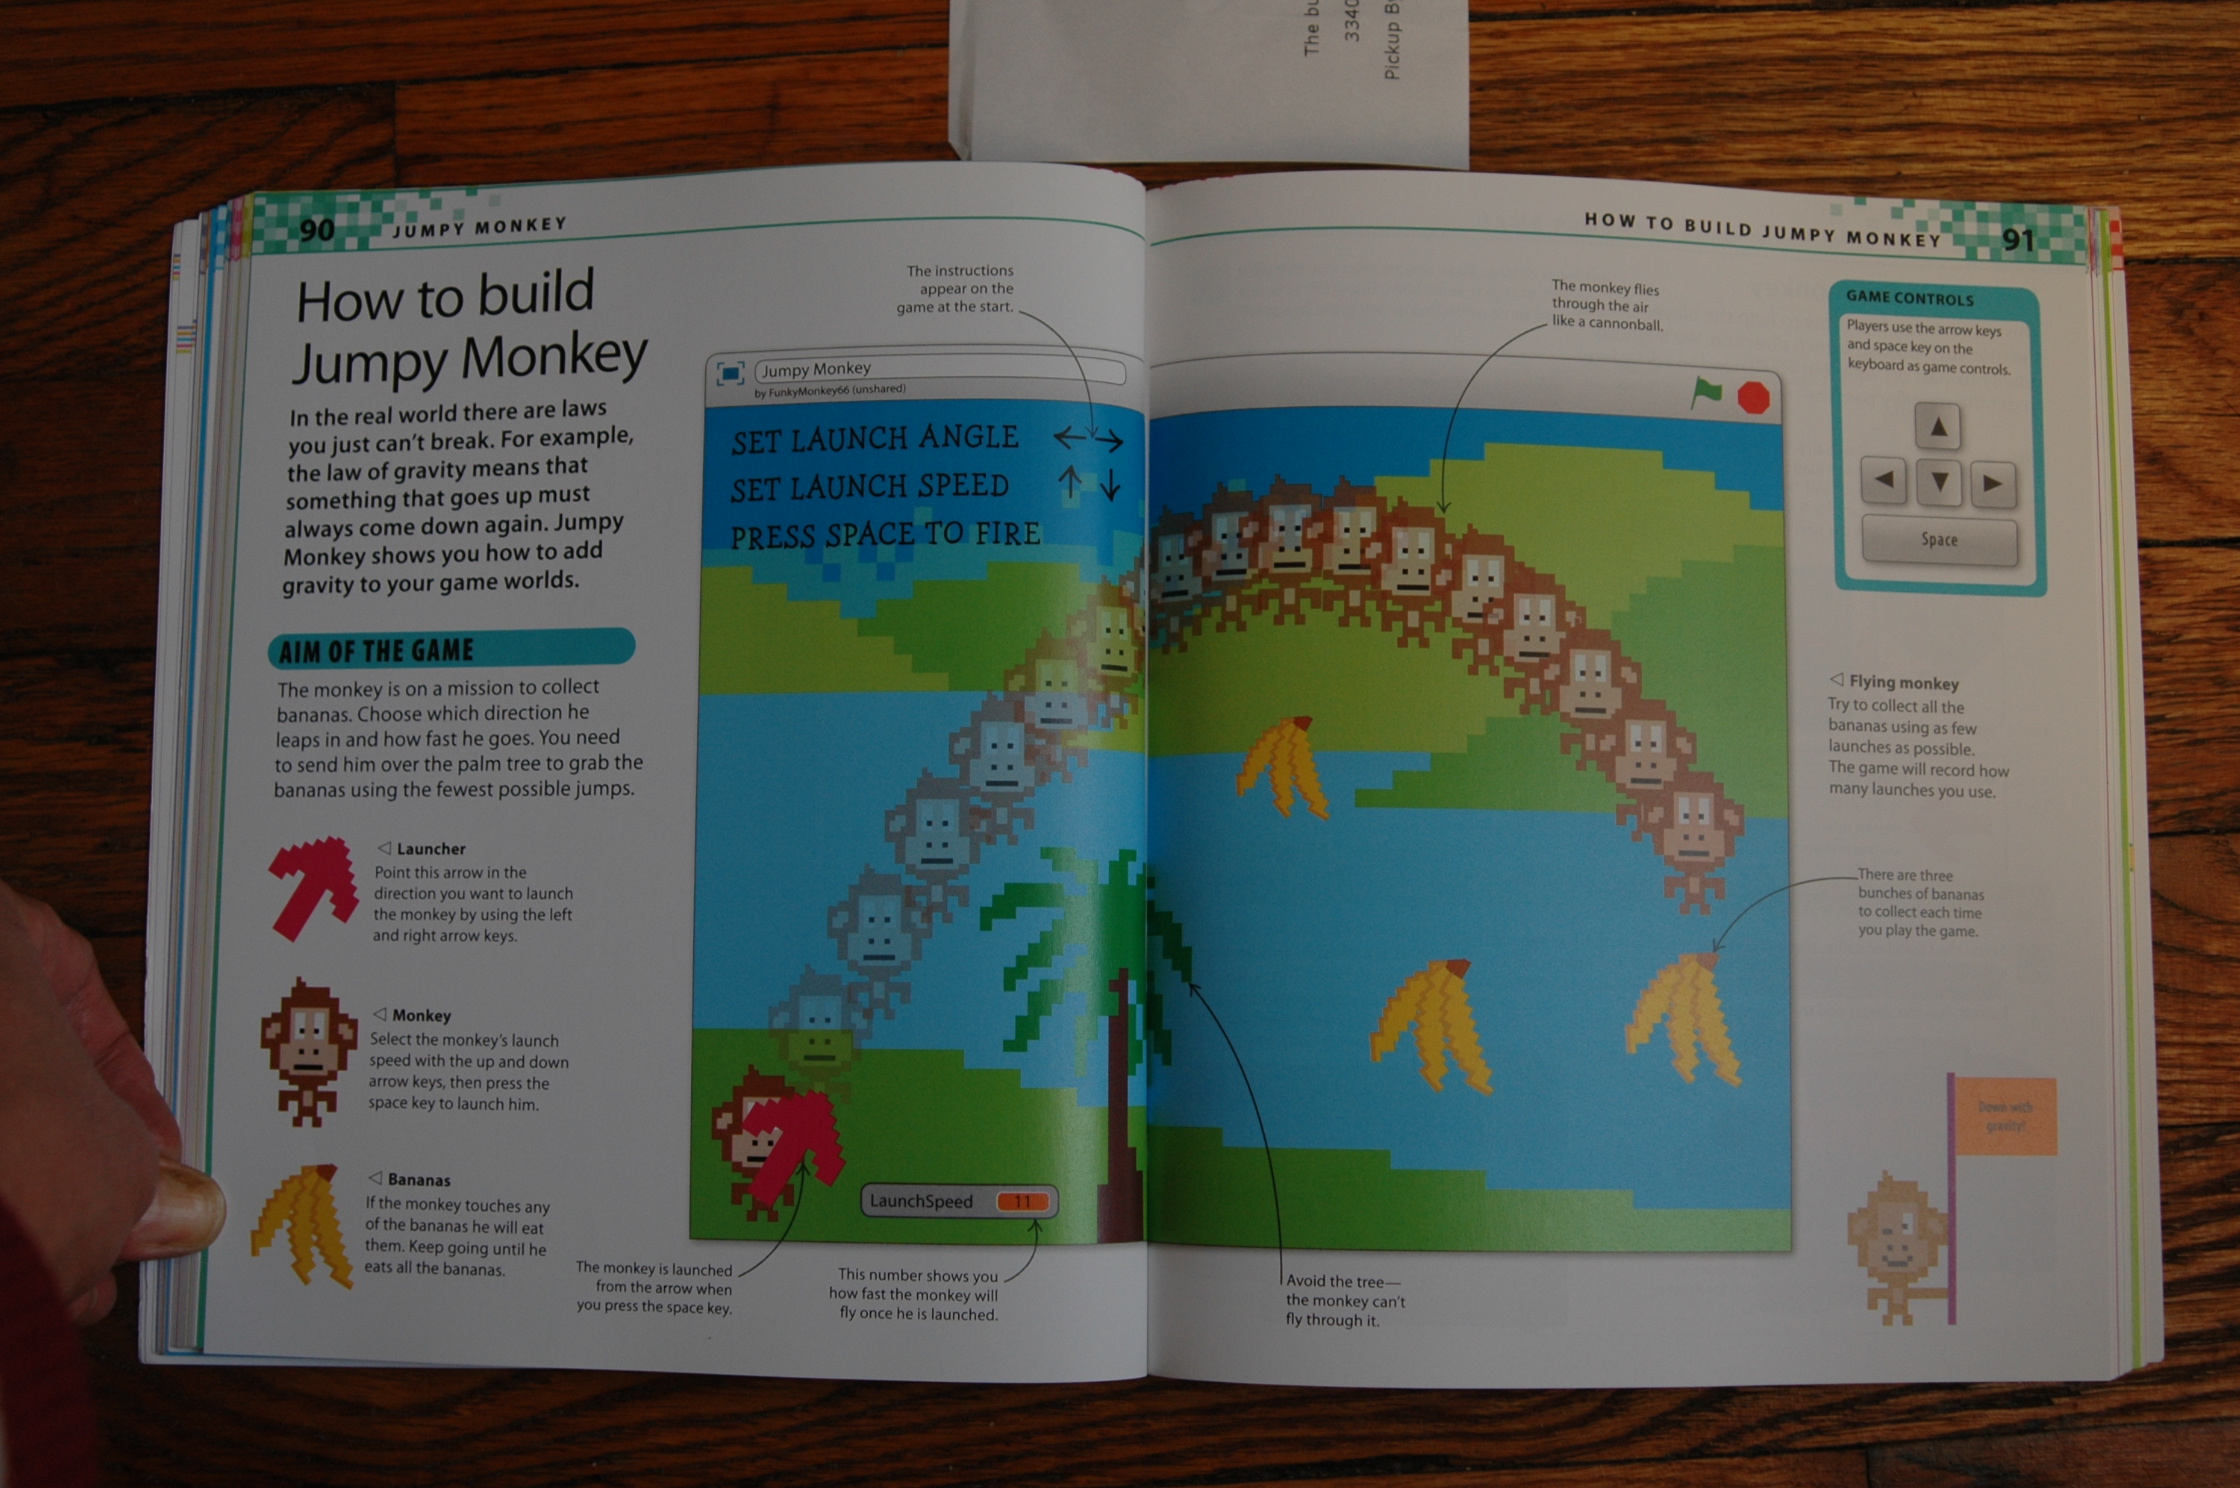 The bu
3340
Pickup By
90
JUMPY MONKEY
How to build
Jumpy Monkey
In the real world there are laws
you just can't break. For example,
the law of gravity means that
something that goes up must
always come down again. Jumpy
Monkey shows you how to add
gravity to your game worlds.
AIM OF THE GAME
The monkey is on a mission to collect
bananas. Choose which direction he
leaps in and how fast he goes. You need
to send him over the palm tree to grab the
bananas using the fewest possible jumps.
Launcher
Point this arrow in the
direction you want to launch
the monkey by using the left
and right arrow keys.
Monkey
Select the monkey's launch
speed with the up and down
arrow keys, then press the
space key to launch him.
Bananas
If the monkey touches any
of the bananas he will eat
them. Keep going until he
eats all the bananas.
The instructions
appear on the
game at the start.
Jumpy Monkey
by FunkyMonkey66 (unshared)
SET LAUNCH ANGLE ←→
SET LAUNCH SPEED ↑↓
PRESS SPACE TO FIRE
LaunchSpeed 11
The monkey is launched
from the arrow when
you press the space key.
This number shows you
how fast the monkey will
fly once he is launched.
HOW TO BUILD JUMPY MONKEY
91
The monkey flies
through the air
like a cannonball.
Avoid the tree—
the monkey can't
fly through it.
GAME CONTROLS
Players use the arrow keys
and space key on the
keyboard as game controls.
Space
Flying monkey
Try to collect all the
bananas using as few
launches as possible.
The game will record how
many launches you use.
There are three
bunches of bananas
to collect each time
you play the game.
Down with
gravity!